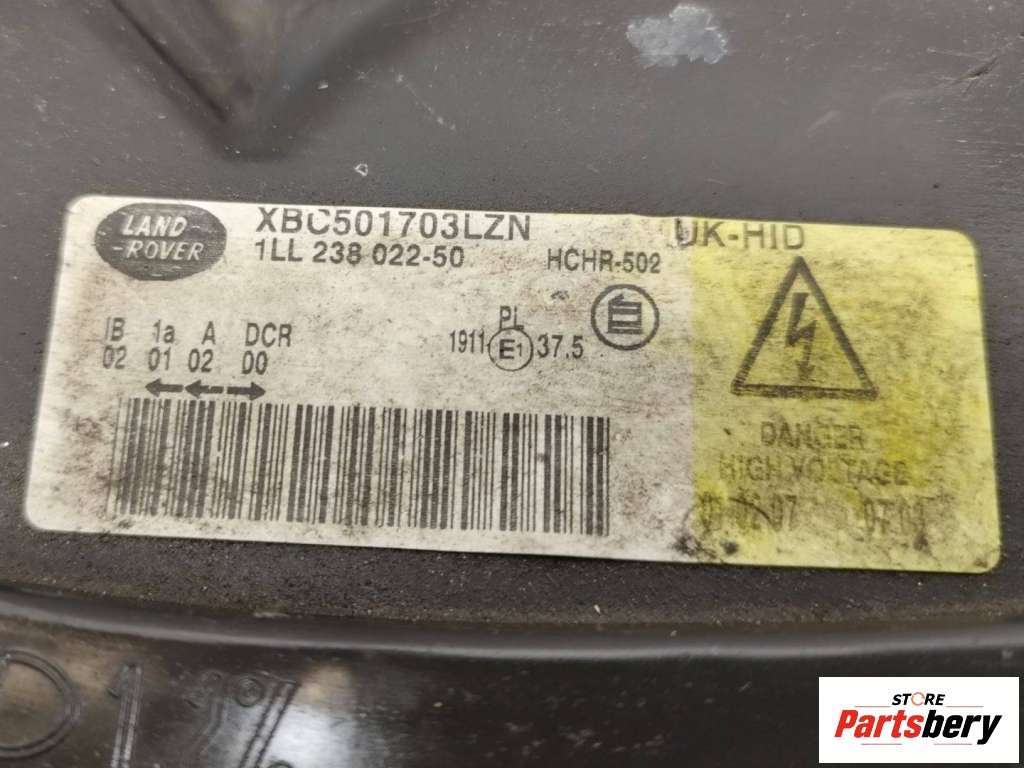 LAND
-ROVER
XBC501703LZN
UK-HID
1LL 238 022-50
HCHR-502
IB 1a A DCR
02 01 02 00
PL
1911 E1 37.5
DANGER
HIGH VOLTAGE
STORE
Partsbery